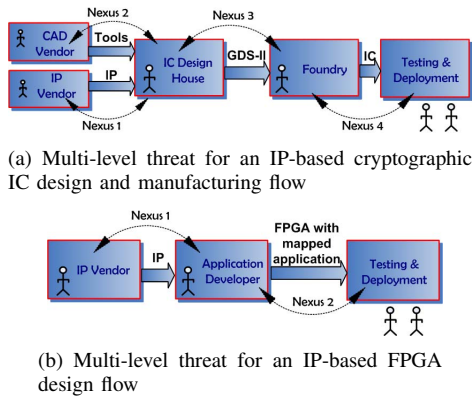 Nexus 2
Nexus 3
CAD
Vendor
Tools
IC Design
House
GDS-II
Foundry
IC
Testing &
Deployment
IP
Vendor
IP
Nexus 1
Nexus 4
(a) Multi-level threat for an IP-based cryptographic
IC design and manufacturing flow
Nexus 1
FPGA with
mapped
application
IP Vendor
IP
Application
Developer
Testing &
Deployment
Nexus 2
(b) Multi-level threat for an IP-based FPGA
design flow